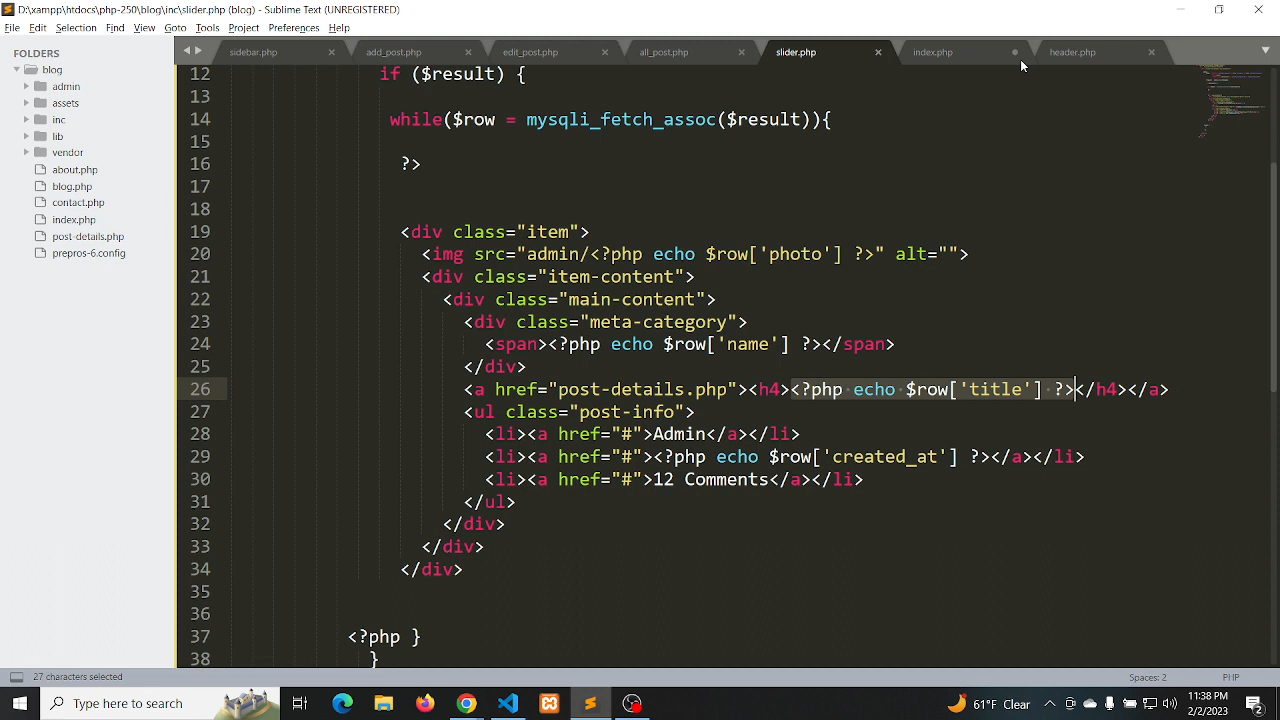 D:\xampp\htdocs\php-250\blog\inc\slider.php (blog) - Sublime Text (UNREGISTERED)
File Edit Selection Find View Goto Tools Project Preferences Help
FOLDERS
blog
admin
assets
inc
lib
vendor
about.php
blog.php
contact.php
index.php
post-details.php
prepros-6.config
sidebar.php add_post.php edit_post.php all_post.php slider.php index.php header.php
12 if ($result) {
13
14 while($row = mysqli_fetch_assoc($result)){
15
16 ?>
17
18
19 <div class="item">
20 <img src="admin/<?php echo $row['photo'] ?>" alt="">
21 <div class="item-content">
22 <div class="main-content">
23 <div class="meta-category">
24 <span><?php echo $row['name'] ?></span>
25 </div>
26 <a href="post-details.php"><h4><?php echo $row['title'] ?></h4></a>
27 <ul class="post-info">
28 <li><a href="#">Admin</a></li>
29 <li><a href="#"><?php echo $row['created_at'] ?></a></li>
30 <li><a href="#">12 Comments</a></li>
31 </ul>
32 </div>
33 </div>
34 </div>
35
36
37 <?php }
38 }
27 characters selected Spaces: 2 PHP
Type here to search 61°F Clear 11:38 PM
2/2/2023